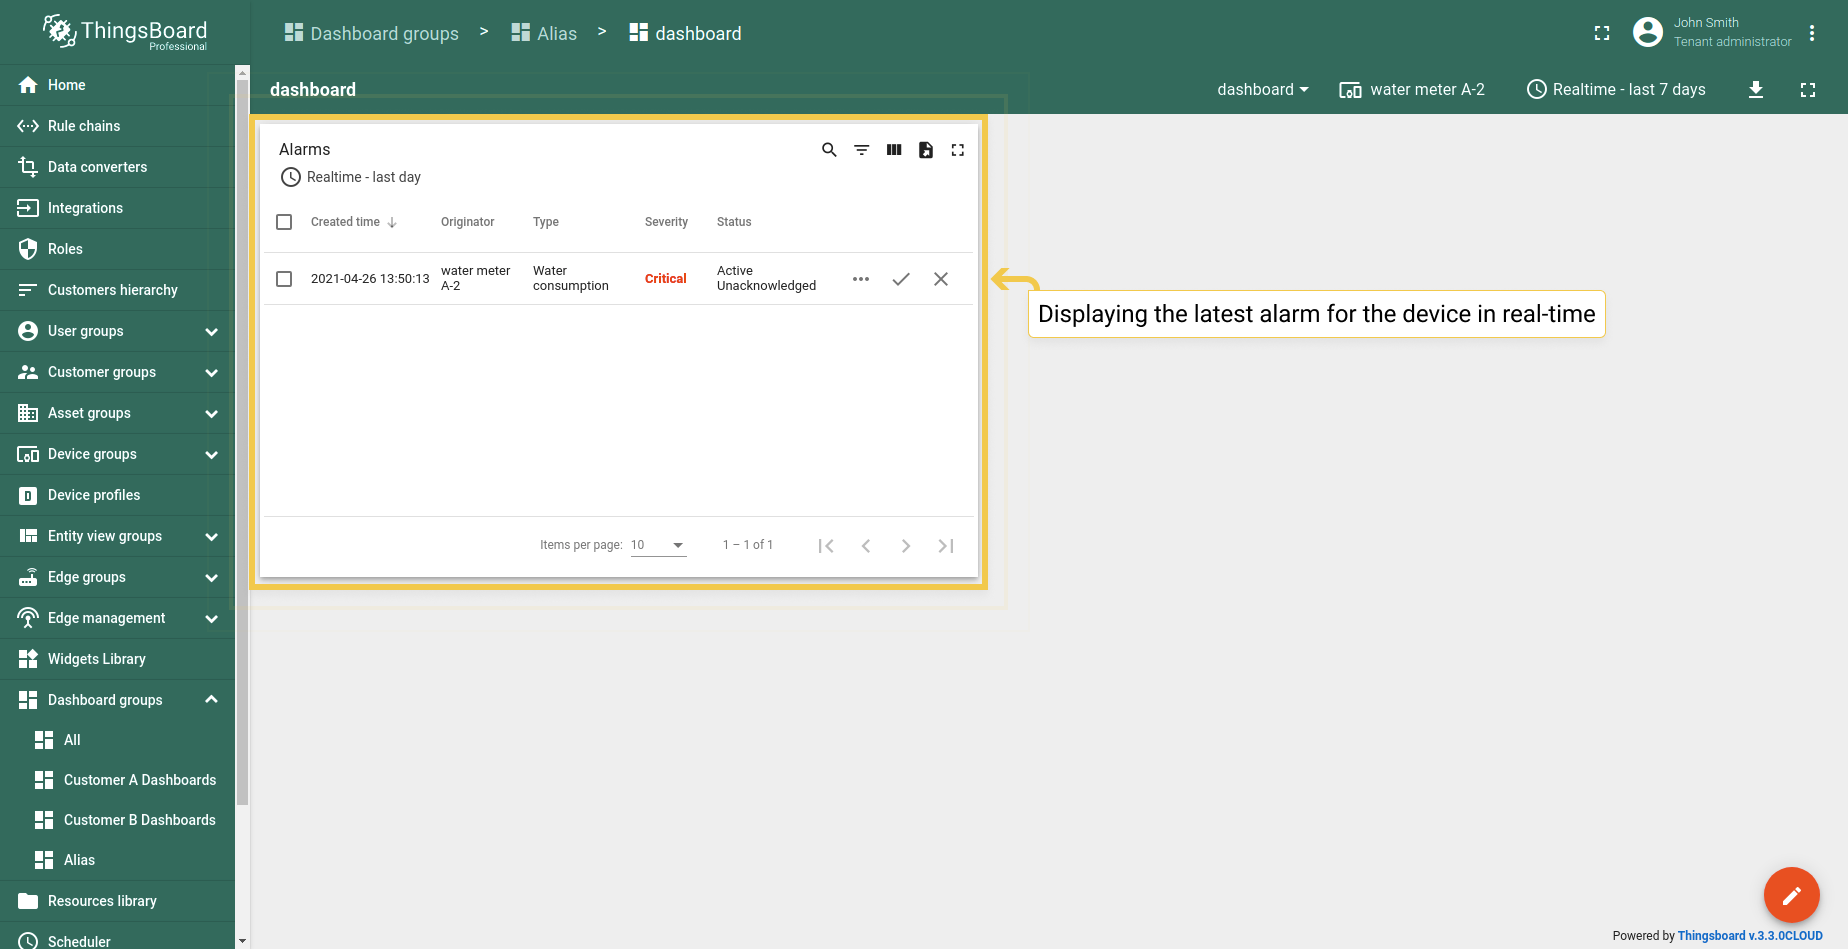 ThingsBoard
Professional
Dashboard groups > Alias > dashboard
John Smith
Tenant administrator
dashboard
dashboard
water meter A-2
Realtime - last 7 days
Home
Rule chains
Data converters
Integrations
Roles
Customers hierarchy
User groups
Customer groups
Asset groups
Device groups
Device profiles
Entity view groups
Edge groups
Edge management
Widgets Library
Dashboard groups
All
Customer A Dashboards
Customer B Dashboards
Alias
Resources library
Scheduler
Alarms
Realtime - last day
Created time Originator Type Severity Status
2021-04-26 13:50:13 water meter A-2 Water consumption Critical Active Unacknowledged
Items per page: 10 1 – 1 of 1
Displaying the latest alarm for the device in real-time
Powered by Thingsboard v.3.3.0CLOUD